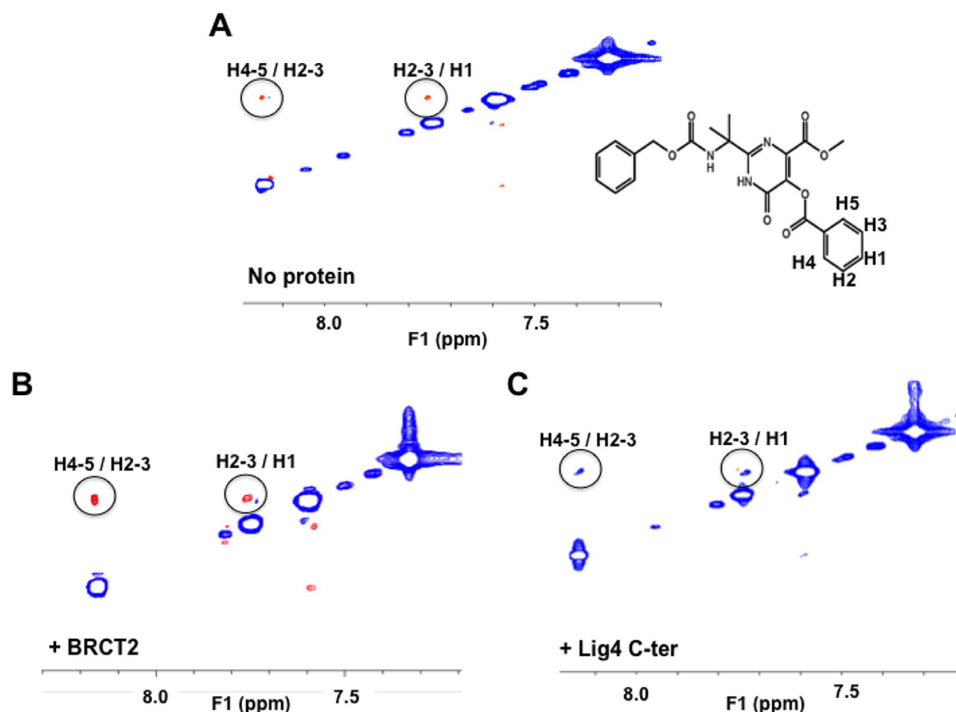 A
H4-5 / H2-3
H2-3 / H1
O
O
N
H
N
HN
O
O
O
O
O
H5
H3
H1
H4
H2
No protein
8.0
7.5
F1 (ppm)
B
H4-5 / H2-3
H2-3 / H1
+ BRCT2
8.0
7.5
F1 (ppm)
C
H4-5 / H2-3
H2-3 / H1
+ Lig4 C-ter
8.0
7.5
F1 (ppm)